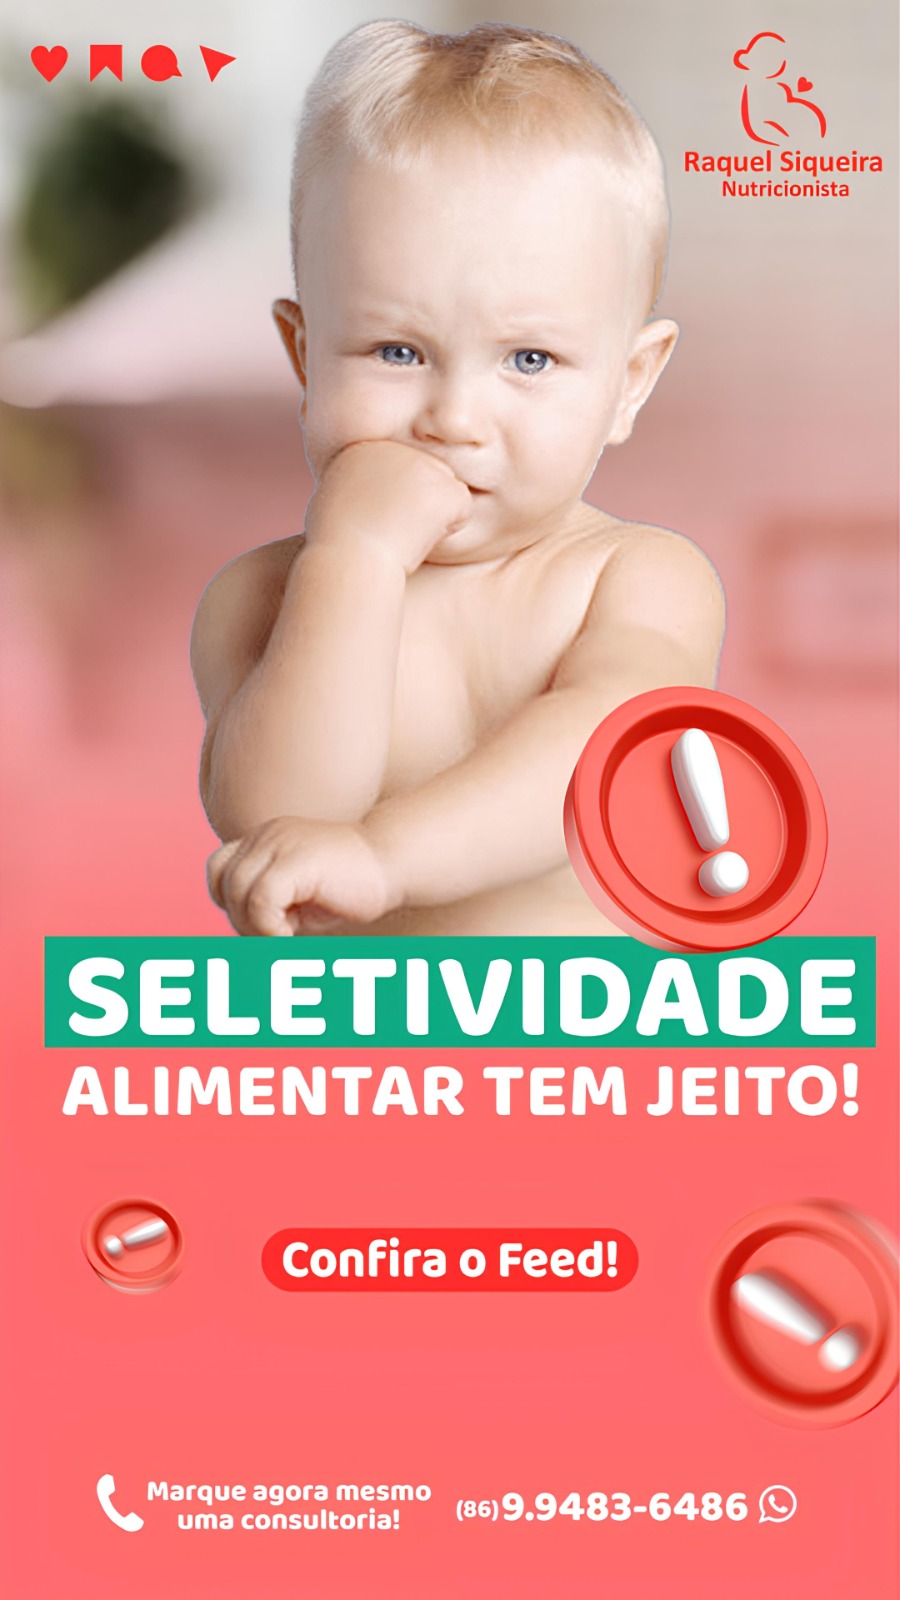 Raquel Siqueira
Nutricionista
SELETIVIDADE
ALIMENTAR TEM JEITO!
Confira o Feed!
Marque agora mesmo
uma consultoria!
(86)9.9483-6486